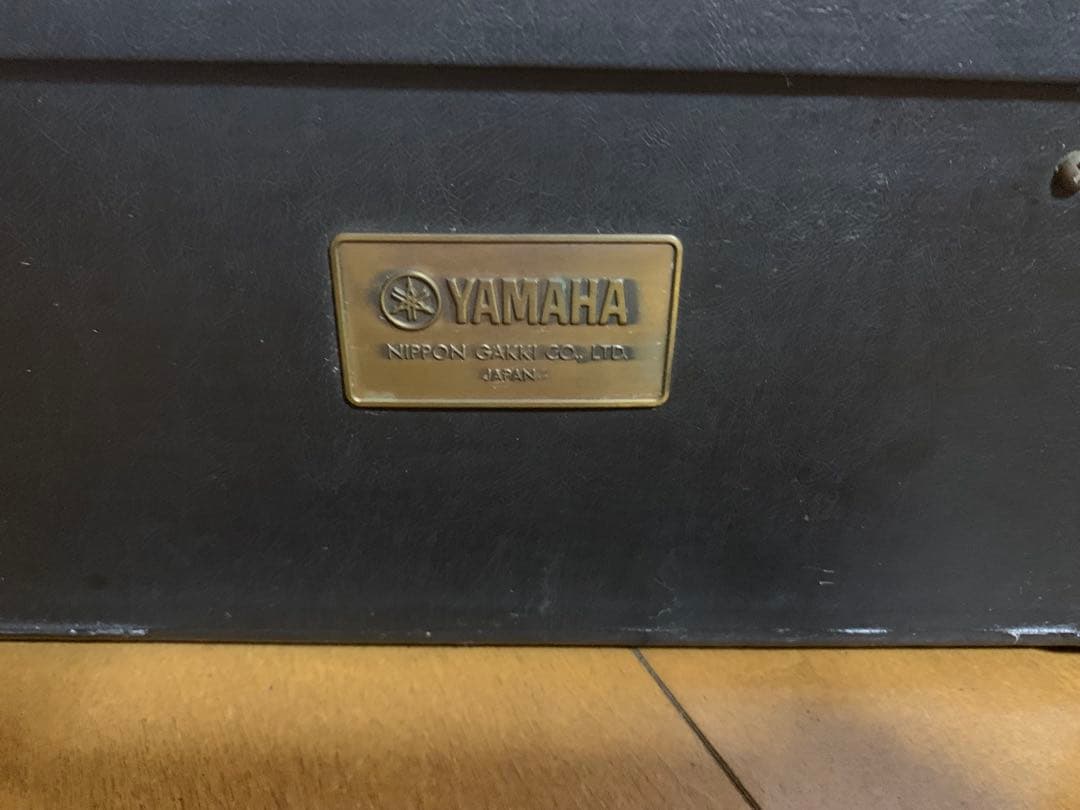 YAMAHA
NIPPON GAKKI CO., LTD.
JAPAN